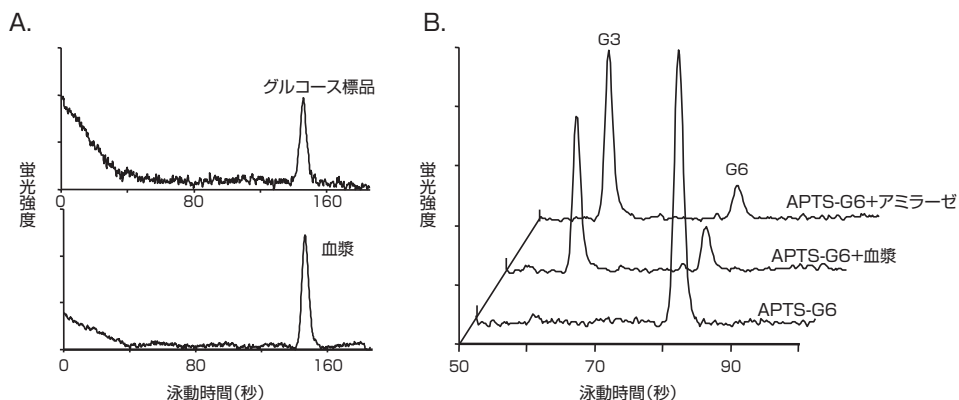 A.
グルコース標品
蛍光強度
0
80
160
血漿
0
80
160
泳動時間(秒)
B.
G3
G6
APTS-G6+アミラーゼ
APTS-G6+血漿
APTS-G6
蛍光強度
50
70
90
泳動時間(秒)